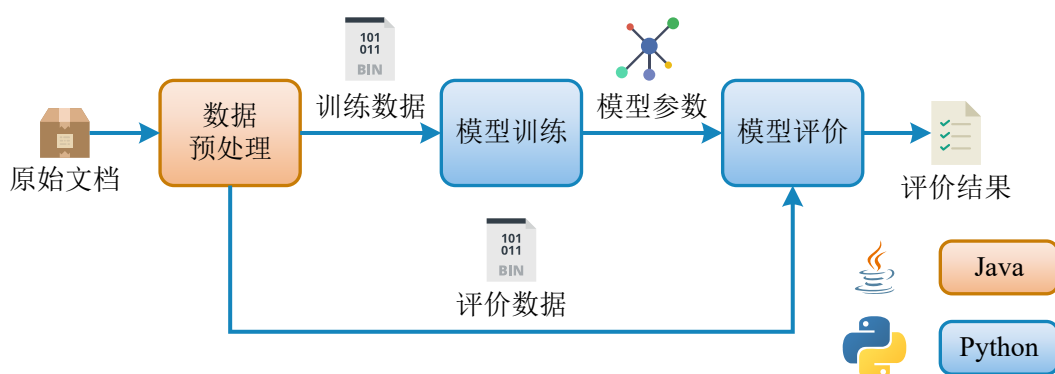 101
011
BIN
训练数据
模型参数
数据
预处理
模型训练
模型评价
原始文档
评价结果
101
011
BIN
评价数据
Java
Python